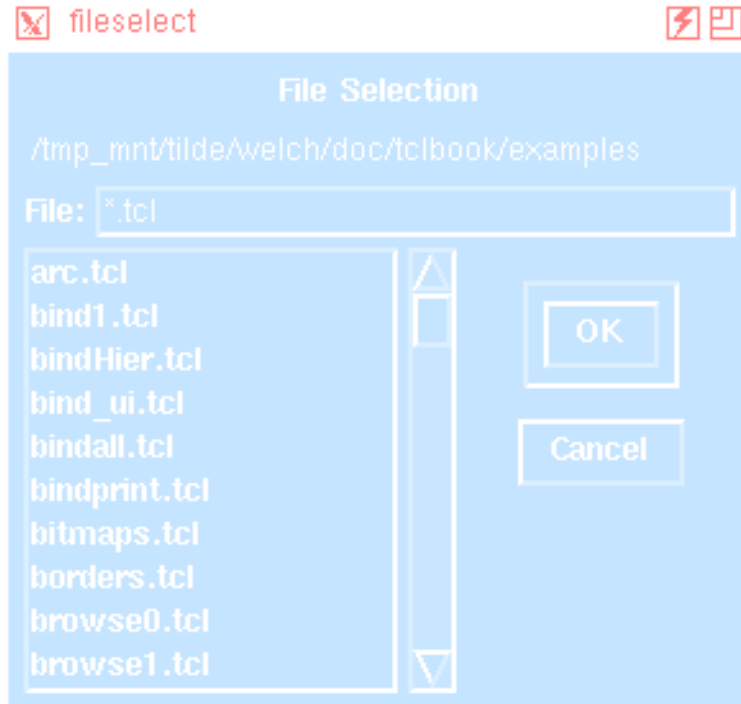 fileselect
File Selection
/tmp_mnt/tilde/welch/doc/tclbook/examples
File: *.tcl
arc.tcl
bind1.tcl
bindHier.tcl
bind_ui.tcl
bindall.tcl
bindprint.tcl
bitmaps.tcl
borders.tcl
browse0.tcl
browse1.tcl
OK
Cancel